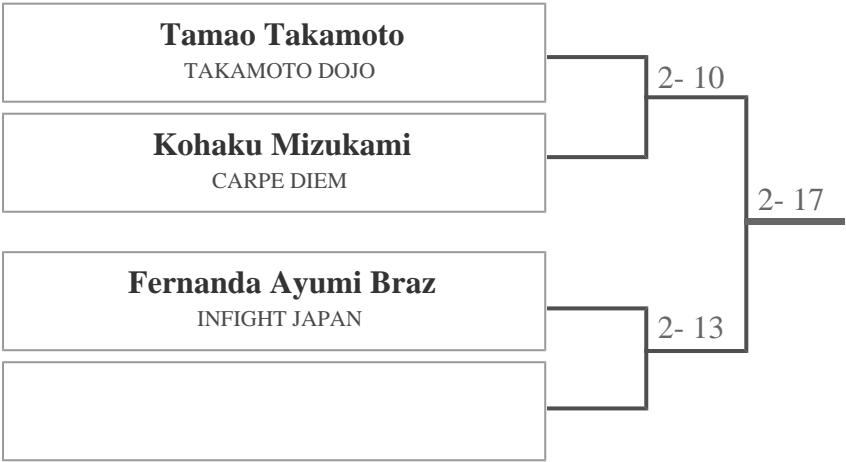 Tamao Takamoto
TAKAMOTO DOJO
2- 10
Kohaku Mizukami
CARPE DIEM
2- 17
Fernanda Ayumi Braz
INFIGHT JAPAN
2- 13